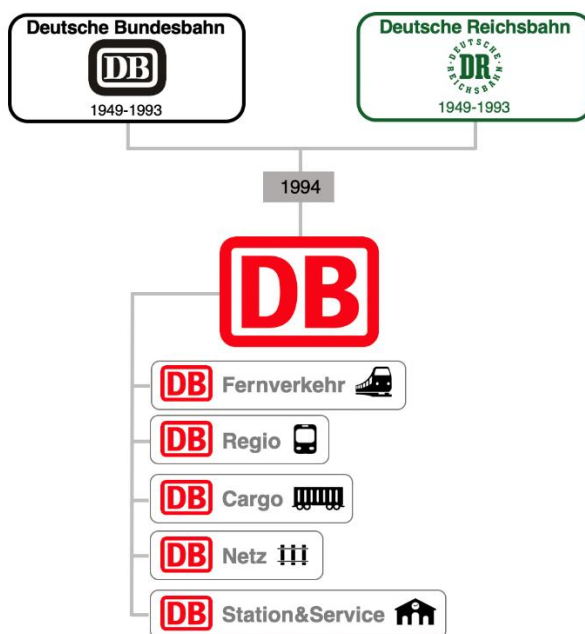 Deutsche Bundesbahn
DB
1949-1993
Deutsche Reichsbahn
DEUTSCHE
DR
REICHSBAHN
1949-1993
1994
DB
DB Fernverkehr
DB Regio
DB Cargo
DB Netz
DB Station&Service